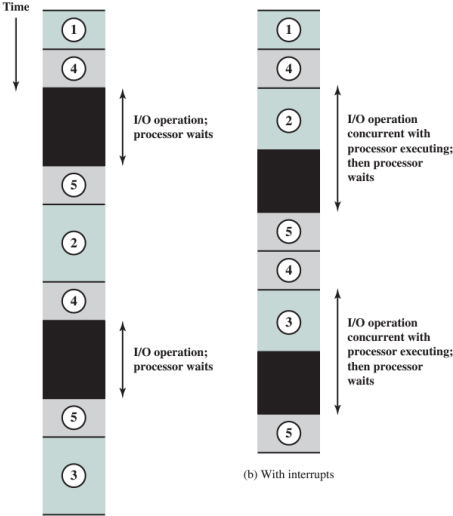 Time
1
4
I/O operation;
processor waits
5
2
4
I/O operation;
processor waits
5
3
1
4
2
I/O operation
concurrent with
processor executing;
then processor
waits
5
4
3
I/O operation
concurrent with
processor executing;
then processor
waits
5
(b) With interrupts